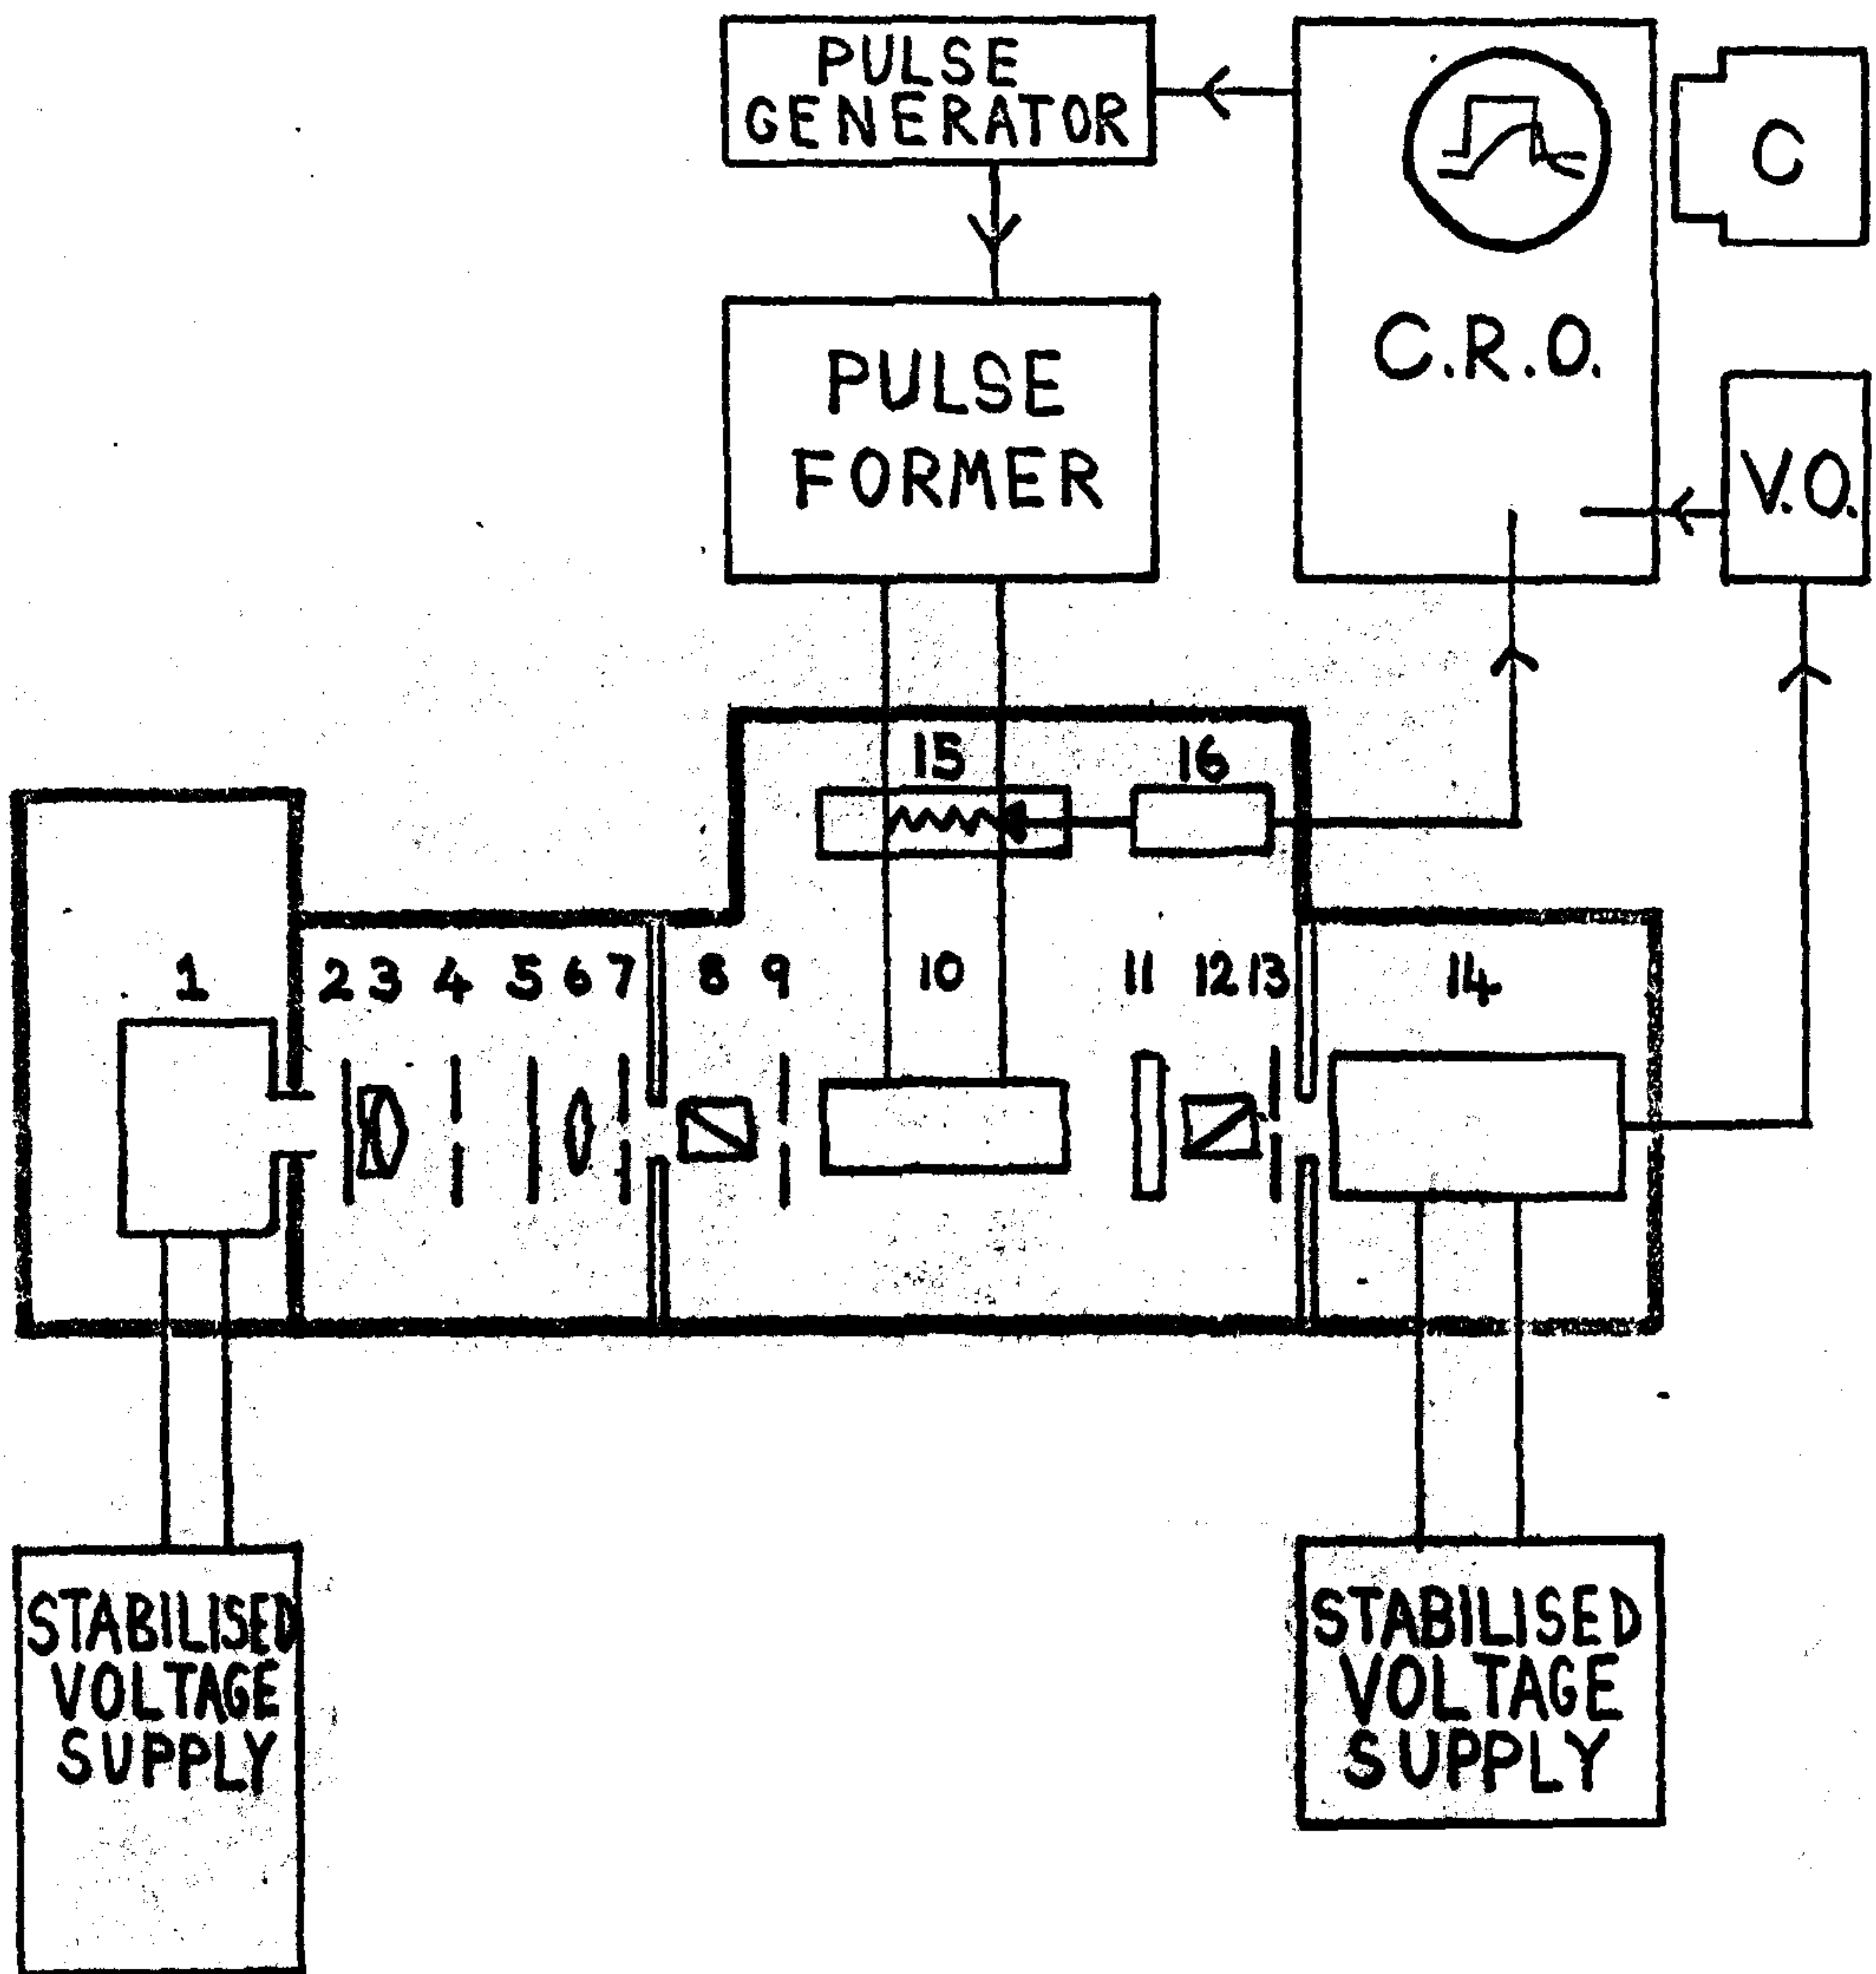 PULSE
GENERATOR
C
C.R.O.
PULSE
FORMER
V.O.
15
16
1 2 3 4 5 6 7 8 9 10 11 12 13 14
STABILISED
VOLTAGE
SUPPLY
STABILISED
VOLTAGE
SUPPLY